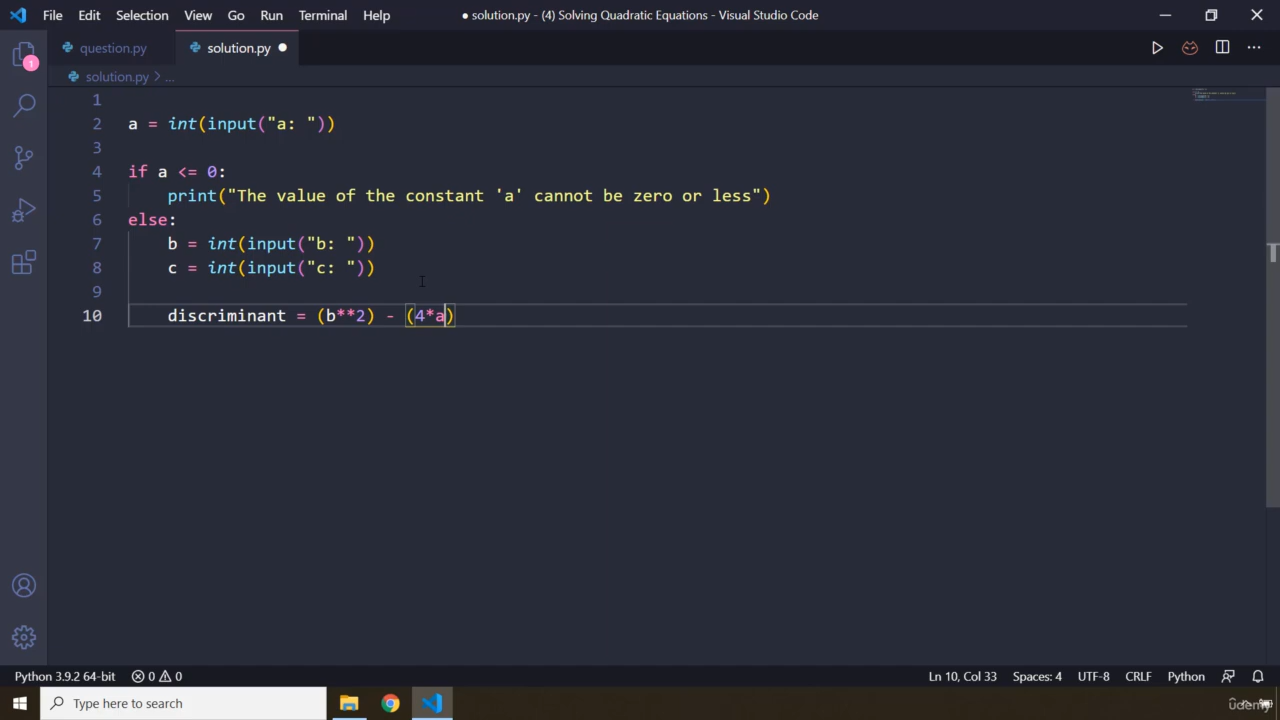 File Edit Selection View Go Run Terminal Help
● solution.py - (4) Solving Quadratic Equations - Visual Studio Code
question.py solution.py
solution.py > ...
1
2 a = int(input("a: "))
3
4 if a <= 0:
5 print("The value of the constant 'a' cannot be zero or less")
6 else:
7 b = int(input("b: "))
8 c = int(input("c: "))
9
10 discriminant = (b**2) - (4*a)
1
Python 3.9.2 64-bit 0 0 Ln 10, Col 33 Spaces: 4 UTF-8 CRLF Python
Type here to search
udemy